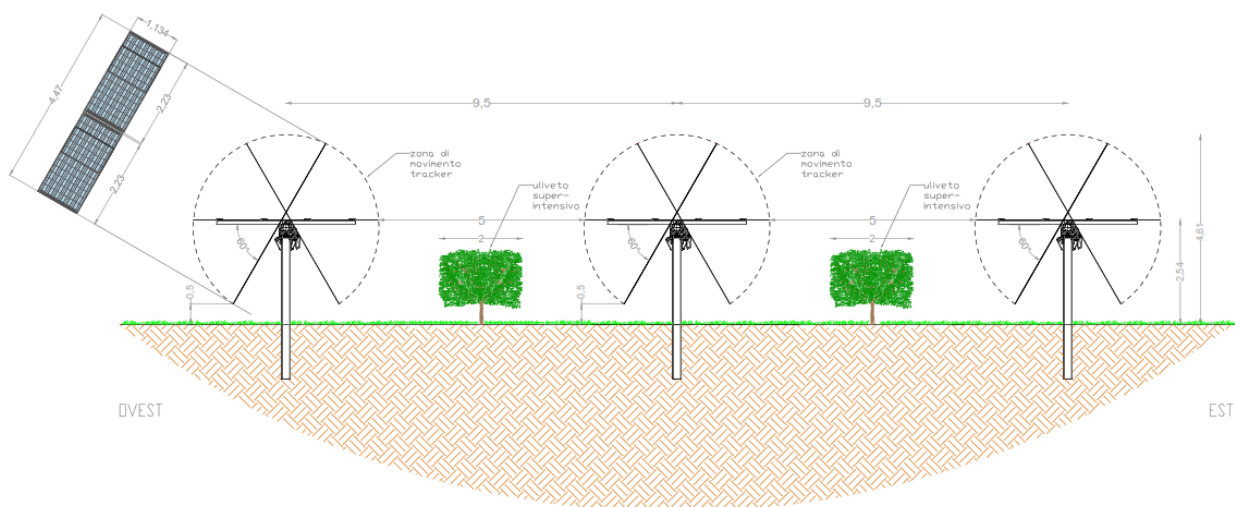 1,134
4,47
2,23
2,23
9,5
9,5
zona di
movimento
tracker
zona di
movimento
tracker
uliveto
super-
intensivo
uliveto
super-
intensivo
5
5
2
2
60°
60°
60°
0,5
0,5
2,54
4,61
OVEST
EST